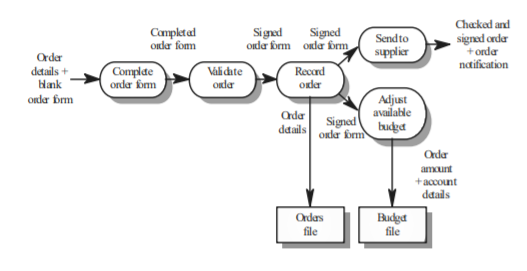 Order
details +
blank
order form
Complete
order form
Completed
order form
Validate
order
Signed
order form
Record
order
Signed
order form
Send to
supplier
Checked and
signed order
+ order
notification
Order
details
Signed
order form
Adjust
available
budget
Order
amount
+ account
details
Orders
file
Budget
file